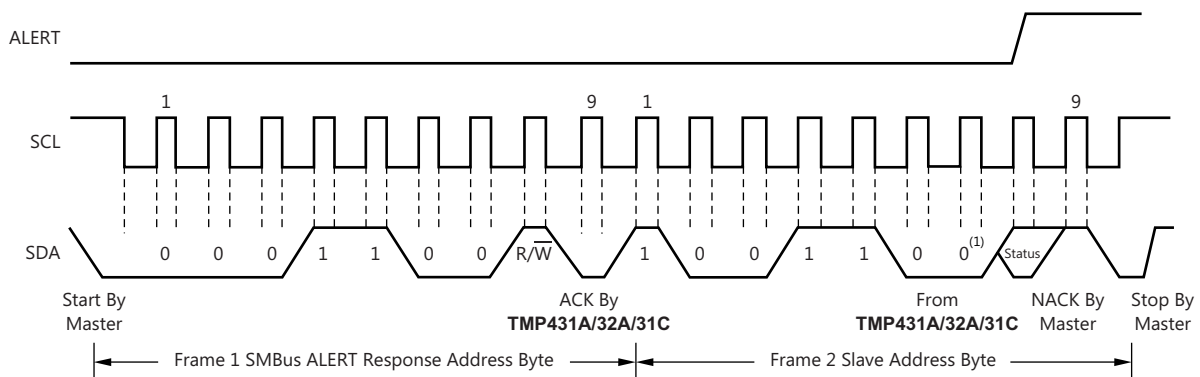 ALERT
1 9 1 9
SCL
SDA
0 0 0 1 1 0 0 R/W 1 0 0 1 1 0 0(1) Status
Start By
Master
ACK By
TMP431A/32A/31C
From
TMP431A/32A/31C
NACK By
Master
Stop By
Master
Frame 1 SMBus ALERT Response Address Byte
Frame 2 Slave Address Byte